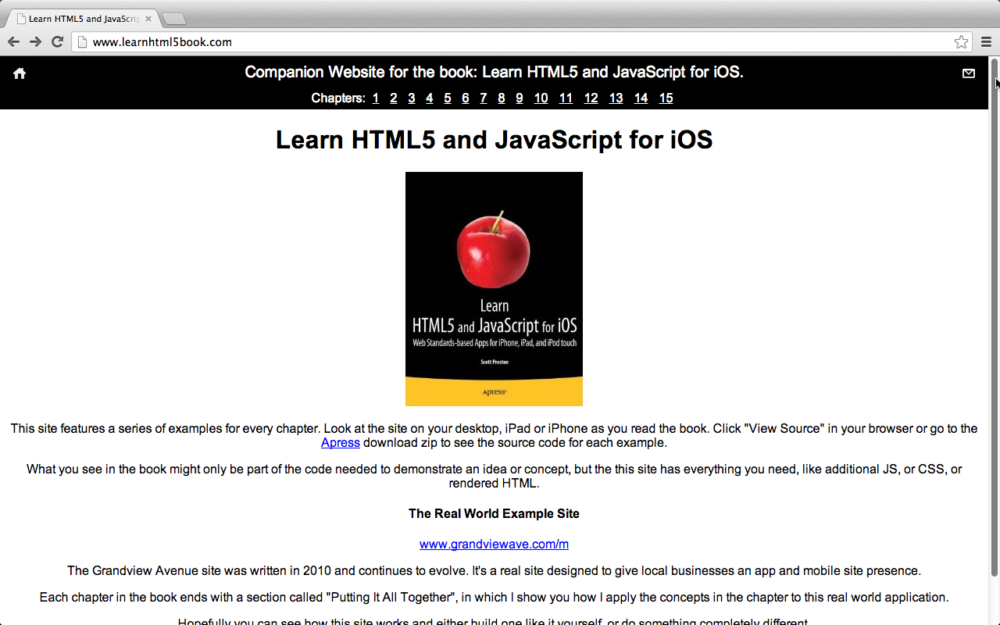 Learn HTML5 and JavaScrip
www.learnhtml5book.com
Companion Website for the book: Learn HTML5 and JavaScript for iOS.
Chapters: 1 2 3 4 5 6 7 8 9 10 11 12 13 14 15
Learn HTML5 and JavaScript for iOS
Learn
HTML5 and JavaScript for iOS
Web Standards-based Apps for iPhone, iPad, and iPod touch
Scott Preston
Apress®
This site features a series of examples for every chapter. Look at the site on your desktop, iPad or iPhone as you read the book. Click "View Source" in your browser or go to the
Apress download zip to see the source code for each example.
What you see in the book might only be part of the code needed to demonstrate an idea or concept, but the this site has everything you need, like additional JS, or CSS, or
rendered HTML.
The Real World Example Site
www.grandviewave.com/m
The Grandview Avenue site was written in 2010 and continues to evolve. It's a real site designed to give local businesses an app and mobile site presence.
Each chapter in the book ends with a section called "Putting It All Together", in which I show you how I apply the concepts in the chapter to this real world application.
Hopefully you can see how this site works and either build one like it yourself, or do something completely different.